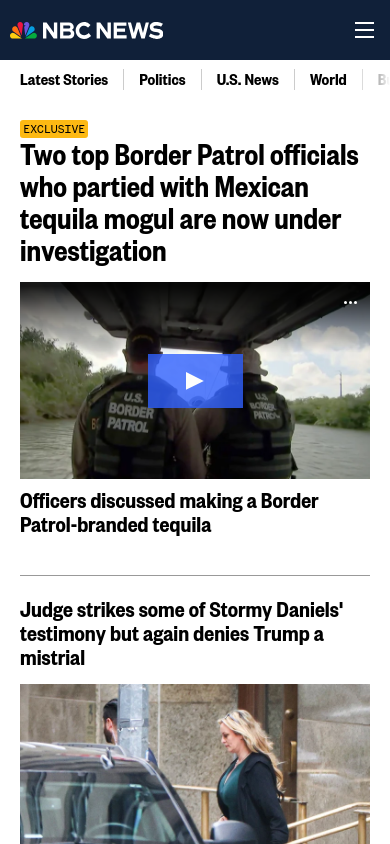 NBC NEWS
Latest Stories
Politics
U.S. News
World
EXCLUSIVE
Two top Border Patrol officials
who partied with Mexican
tequila mogul are now under
investigation
U.S.
BORDER
PATROL
U.S.
BORDER
PATROL
Officers discussed making a Border
Patrol-branded tequila
Judge strikes some of Stormy Daniels'
testimony but again denies Trump a
mistrial